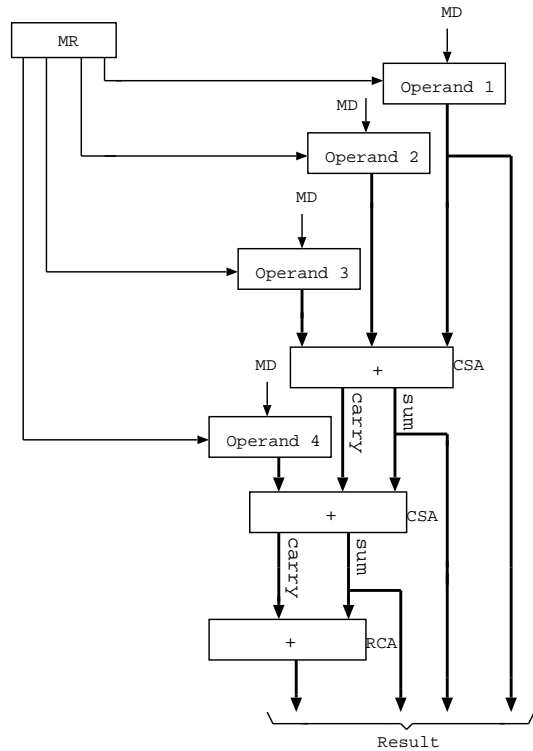 MD
MR
Operand 1
MD
Operand 2
MD
Operand 3
+
CSA
MD
carry
sum
Operand 4
+
CSA
carry
sum
+
RCA
Result